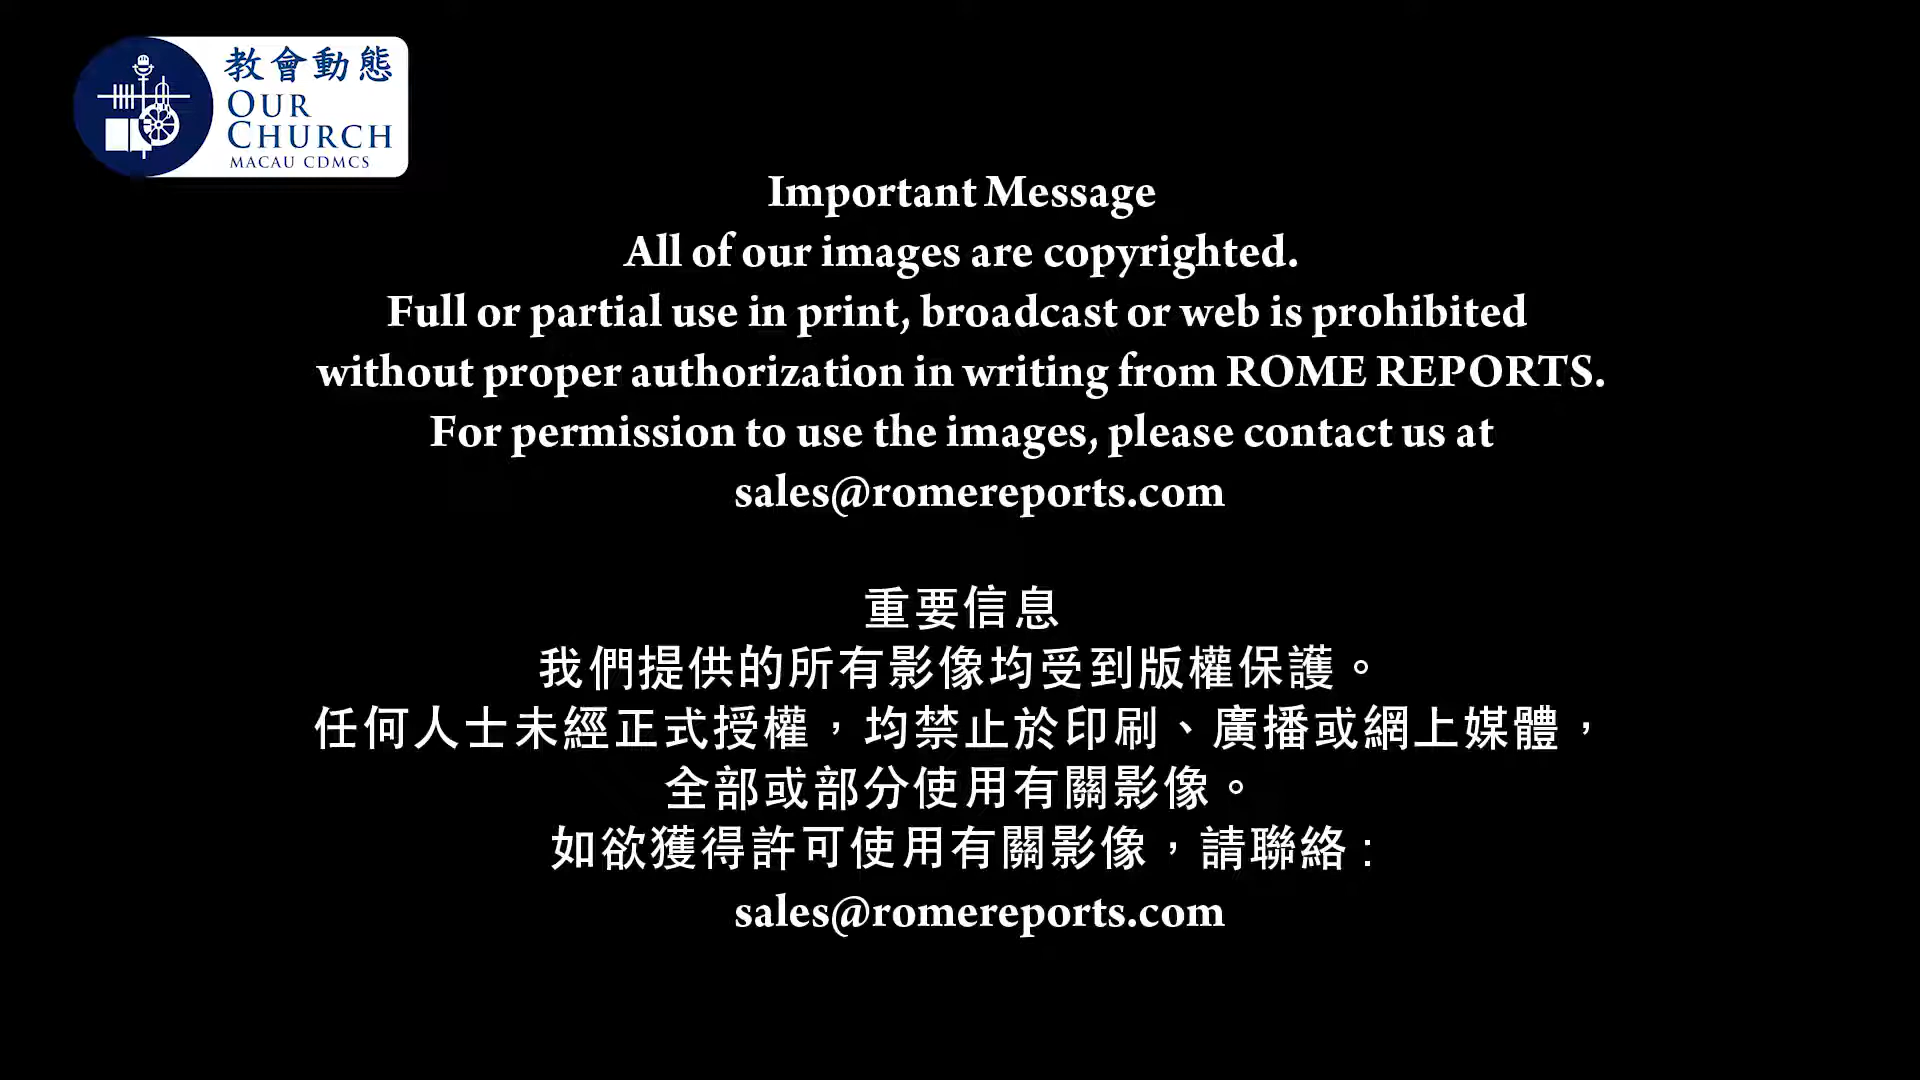 教會動態
OUR
CHURCH
MACAU CDMCS
Important Message
All of our images are copyrighted.
Full or partial use in print, broadcast or web is prohibited
without proper authorization in writing from ROME REPORTS.
For permission to use the images, please contact us at
sales@romereports.com
重要信息
我們提供的所有影像均受到版權保護。
任何人士未經正式授權，均禁止於印刷、廣播或網上媒體，
全部或部分使用有關影像。
如欲獲得許可使用有關影像，請聯絡：
sales@romereports.com